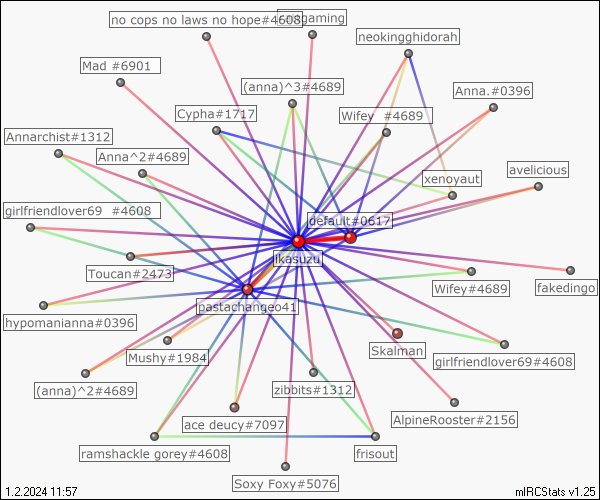 no cops no laws no hope#4608
gaming
neokingghidorah
Mad #6901
(anna)^3#4689
Anna.#0396
Cypha#1717
Wifey #4689
Annarchist#1312
Anna^2#4689
xenoyaut
avelicious
girlfriendlover69 #4608
default#0617
ikasuzu
Toucan#2473
Wifey#4689
fakedingo
pastachange041
hypomanianna#0396
Mushy#1984
Skalman
girlfriendlover69#4608
(anna)^2#4689
zibbits#1312
ace deucy#7097
AlpineRooster#2156
ramshackle gorey#4608
frisout
Soxy Foxy#5076
1.2.2024 11:57
mIRCStats v1.25